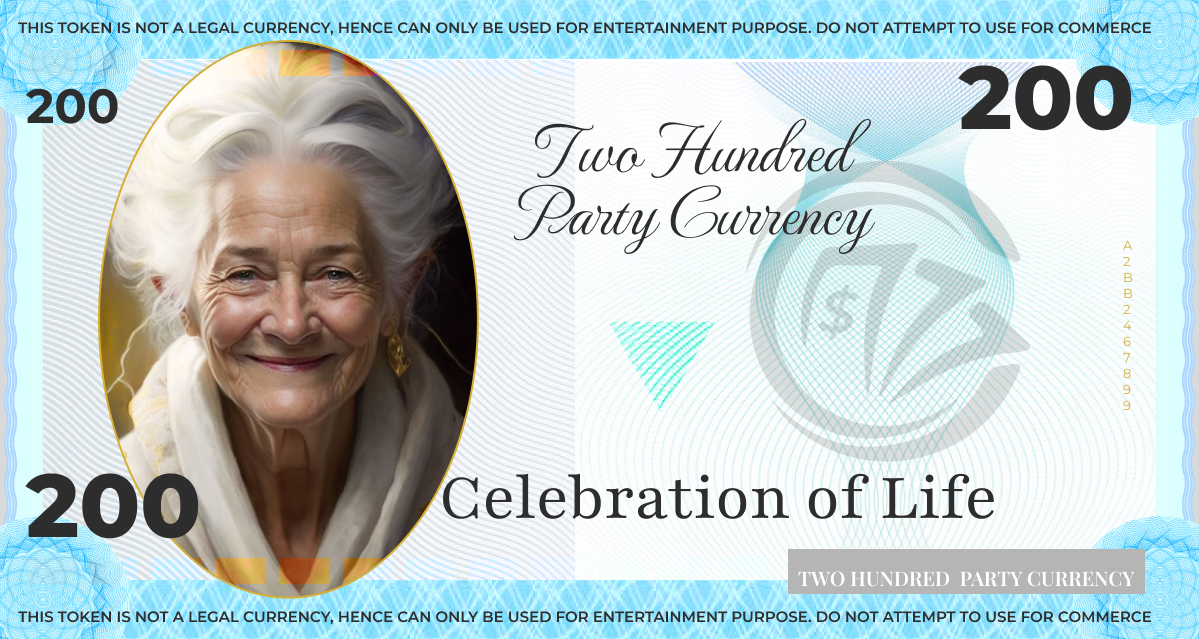 THIS TOKEN IS NOT A LEGAL CURRENCY, HENCE CAN ONLY BE USED FOR ENTERTAINMENT PURPOSE. DO NOT ATTEMPT TO USE FOR COMMERCE
200
200
Two Hundred
Party Currency
$
A
2
B
B
2
4
6
7
8
9
9
200
Celebration of Life
TWO HUNDRED PARTY CURRENCY
THIS TOKEN IS NOT A LEGAL CURRENCY, HENCE CAN ONLY BE USED FOR ENTERTAINMENT PURPOSE. DO NOT ATTEMPT TO USE FOR COMMERCE